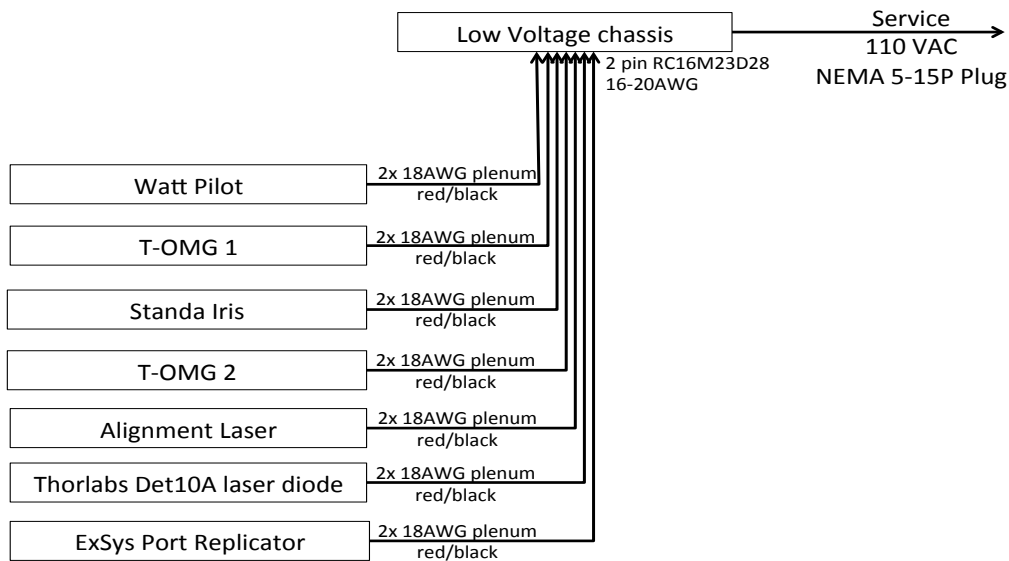 Low Voltage chassis
Service
110 VAC
NEMA 5-15P Plug
2 pin RC16M23D28
16-20AWG
Watt Pilot
2x 18AWG plenum
red/black
T-OMG 1
2x 18AWG plenum
red/black
Standa Iris
2x 18AWG plenum
red/black
T-OMG 2
2x 18AWG plenum
red/black
Alignment Laser
2x 18AWG plenum
red/black
Thorlabs Det10A laser diode
2x 18AWG plenum
red/black
ExSys Port Replicator
2x 18AWG plenum
red/black